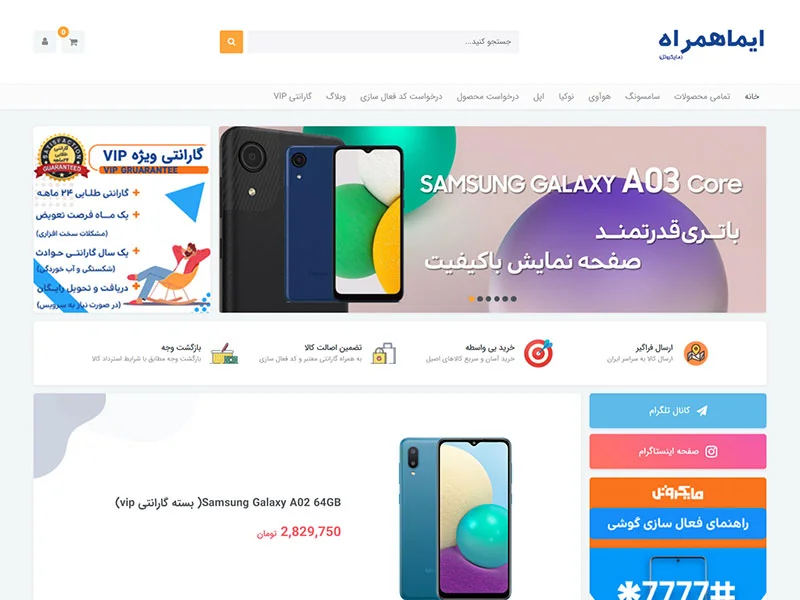 ایماهمراه
(مایکروتل)
جستجو کنید...
0
خانه
تمامی محصولات
سامسونگ
هوآوی
نوکیا
اپل
درخواست محصول
درخواست کد فعال سازی
وبلاگ
گارانتی VIP
SAMSUNG GALAXY A03 Core
باتری‌قدرتمند
صفحه نمایش باکیفیت
SATISFACTION
GUARANTEED
گارانتی ویژه VIP
VIP GRUARANTEE
گارانتی طلایی ۲۴ ماهه
یک ماه فرصت تعویض
(مشکلات سخت افزاری)
یک سال گارانتی حوادث
(شکستگی و آب خوردگی)
دریافت و تحویل رایگان
(در صورت نیاز به سرویس)
ارسال فراگیر
ارسال کالا به سراسر ایران
خرید بی واسطه
خرید آسان و سریع کالاهای اصیل
تضمین اصالت کالا
به همراه گارانتی معتبر و کد فعال سازی
بازگشت وجه
بازگشت وجه مطابق با شرایط استرداد کالا
کانال تلگرام
صفحه اینستاگرام
مایکروتل
راهنمای فعال سازی گوشی
*7777#
Samsung Galaxy A02 64GB( بسته گارانتی vip)
2,829,750 تومان